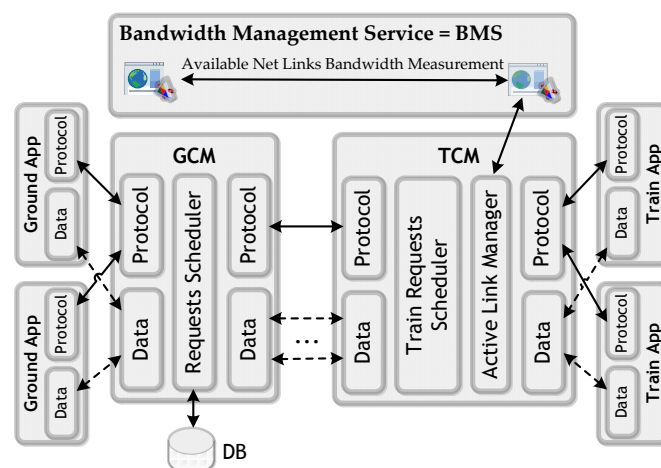 Bandwidth Management Service = BMS
Available Net Links Bandwidth Measurement
Ground App
Protocol
Data
Ground App
Protocol
Data
GCM
Protocol
Data
Requests Scheduler
Protocol
Data
...
DB
TCM
Protocol
Data
Train Requests
Scheduler
Active Link Manager
Protocol
Data
Train App
Protocol
Data
Train App
Protocol
Data